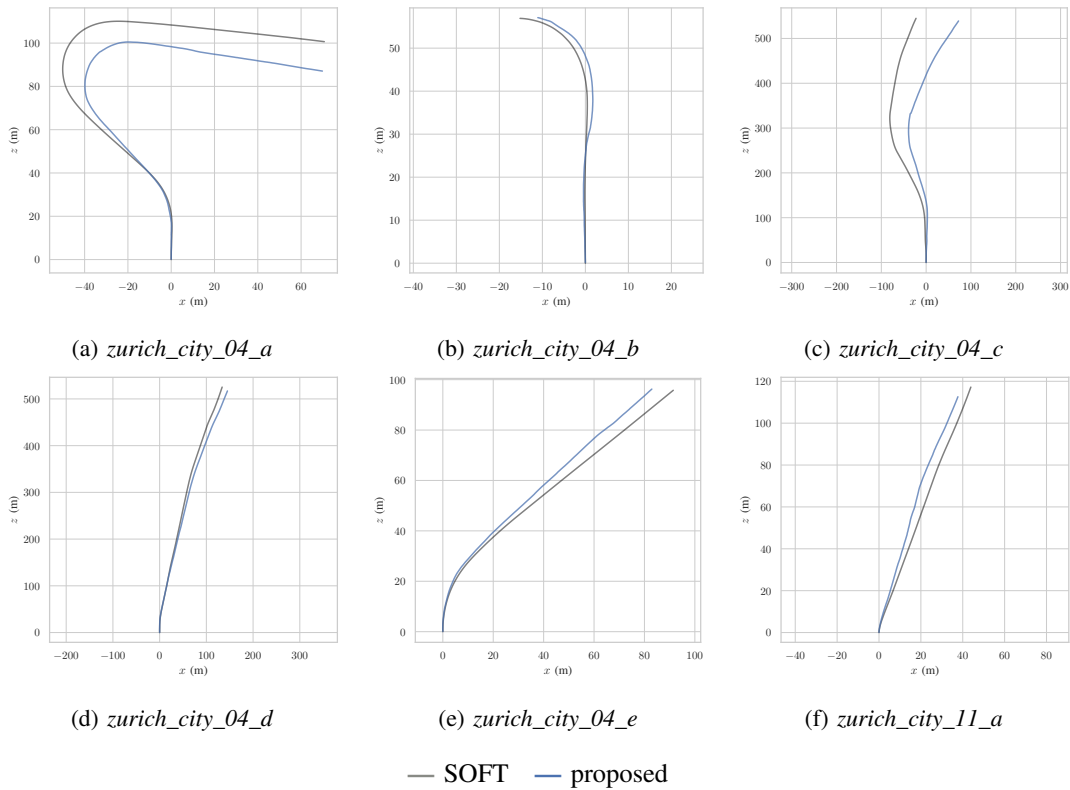 100
80
60
40
20
0
z (m)
−40 −20 0 20 40 60
x (m)
(a) zurich_city_04_a
50
40
30
20
10
0
z (m)
−40 −30 −20 −10 0 10 20
x (m)
(b) zurich_city_04_b
500
400
300
200
100
0
z (m)
−300 −200 −100 0 100 200 300
x (m)
(c) zurich_city_04_c
500
400
300
200
100
0
z (m)
−200 −100 0 100 200 300
x (m)
(d) zurich_city_04_d
100
80
60
40
20
0
z (m)
0 20 40 60 80 100
x (m)
(e) zurich_city_04_e
120
100
80
60
40
20
0
z (m)
−40 −20 0 20 40 60 80
x (m)
(f) zurich_city_11_a
SOFT proposed